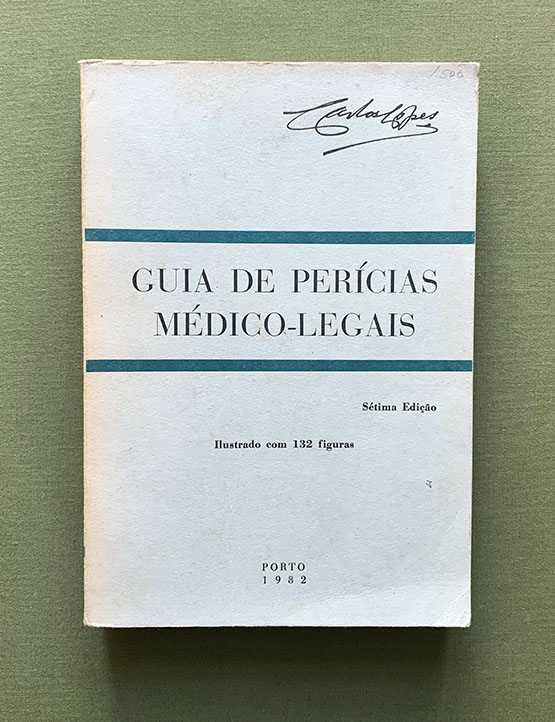 1500
Carlos Lopes
GUIA DE PERÍCIAS
MÉDICO-LEGAIS
Sétima Edição
Ilustrado com 132 figuras
PORTO
1982